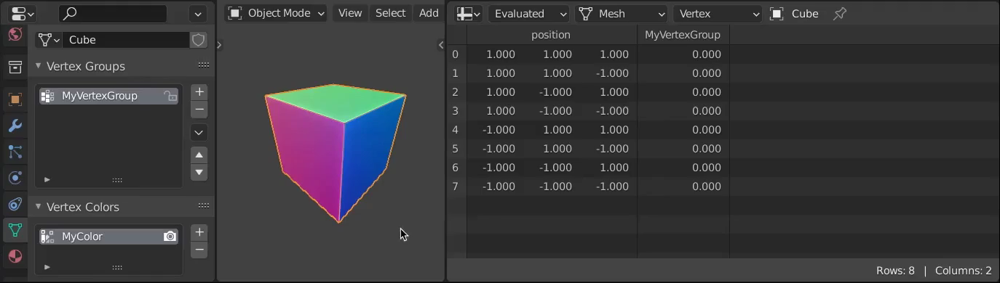 Object Mode View Select Add
Evaluated Mesh Vertex Cube
Cube
Vertex Groups
MyVertexGroup
Vertex Colors
MyColor
position MyVertexGroup
0 1.000 1.000 1.000 0.000
1 1.000 1.000 -1.000 0.000
2 1.000 -1.000 1.000 0.000
3 1.000 -1.000 -1.000 0.000
4 -1.000 1.000 1.000 0.000
5 -1.000 1.000 -1.000 0.000
6 -1.000 -1.000 1.000 0.000
7 -1.000 -1.000 -1.000 0.000
Rows: 8 | Columns: 2